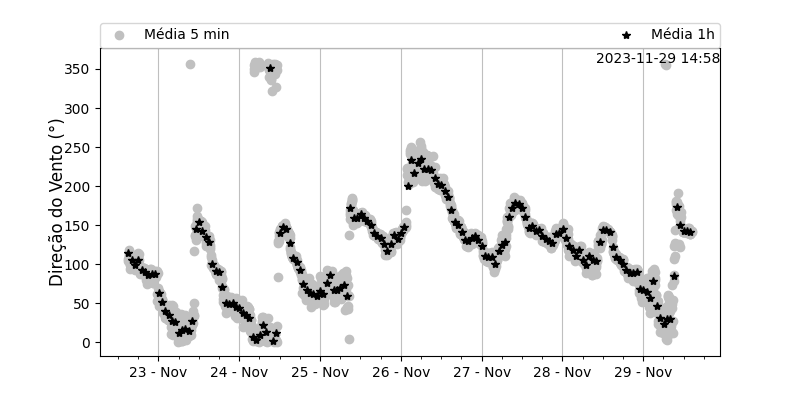 Média 5 min
Média 1h
2023-11-29 14:58
Direção do Vento (°)
350
300
250
200
150
100
50
0
23 - Nov
24 - Nov
25 - Nov
26 - Nov
27 - Nov
28 - Nov
29 - Nov